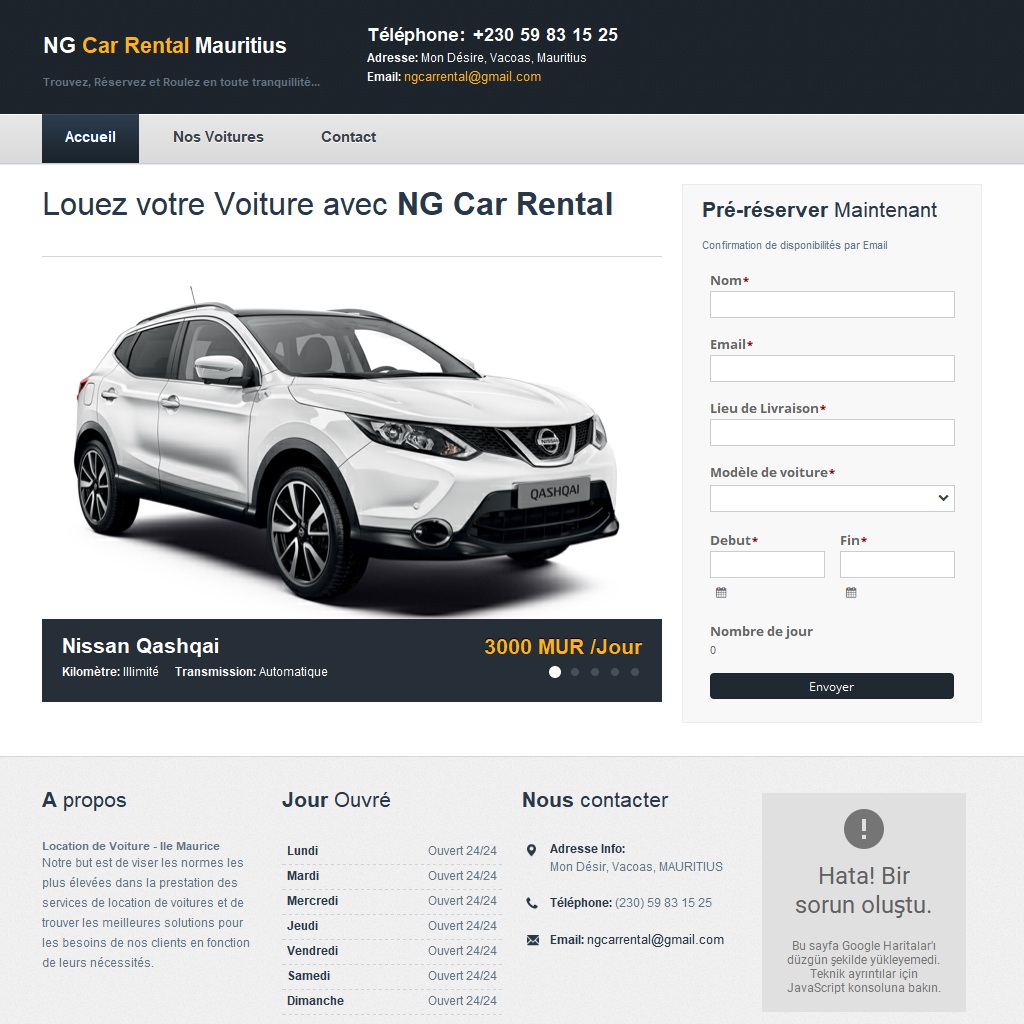 NG Car Rental Mauritius
Trouvez, Réservez et Roulez en toute tranquillité...
Téléphone: +230 59 83 15 25
Adresse: Mon Désire, Vacoas, Mauritius
Email: ngcarrental@gmail.com
Accueil
Nos Voitures
Contact
Louez votre Voiture avec NG Car Rental
NISSAN
QASHQAI
Nissan Qashqai
3000 MUR /Jour
Kilomètre: Illimité Transmission: Automatique
Pré-réserver Maintenant
Confirmation de disponibilités par Email
Nom*
Email*
Lieu de Livraison*
Modèle de voiture*
Debut*
Fin*
Nombre de jour
0
Envoyer
A propos
Location de Voiture - Ile Maurice
Notre but est de viser les normes les
plus élevées dans la prestation des
services de location de voitures et de
trouver les meilleures solutions pour
les besoins de nos clients en fonction
de leurs nécessités.
Jour Ouvré
Lundi Ouvert 24/24
Mardi Ouvert 24/24
Mercredi Ouvert 24/24
Jeudi Ouvert 24/24
Vendredi Ouvert 24/24
Samedi Ouvert 24/24
Dimanche Ouvert 24/24
Nous contacter
Adresse Info:
Mon Désir, Vacoas, MAURITIUS
Téléphone: (230) 59 83 15 25
Email: ngcarrental@gmail.com
Hata! Bir
sorun oluştu.
Bu sayfa Google Haritalar'ı
düzgün şekilde yükleyemedi.
Teknik ayrıntılar için
JavaScript konsoluna bakın.